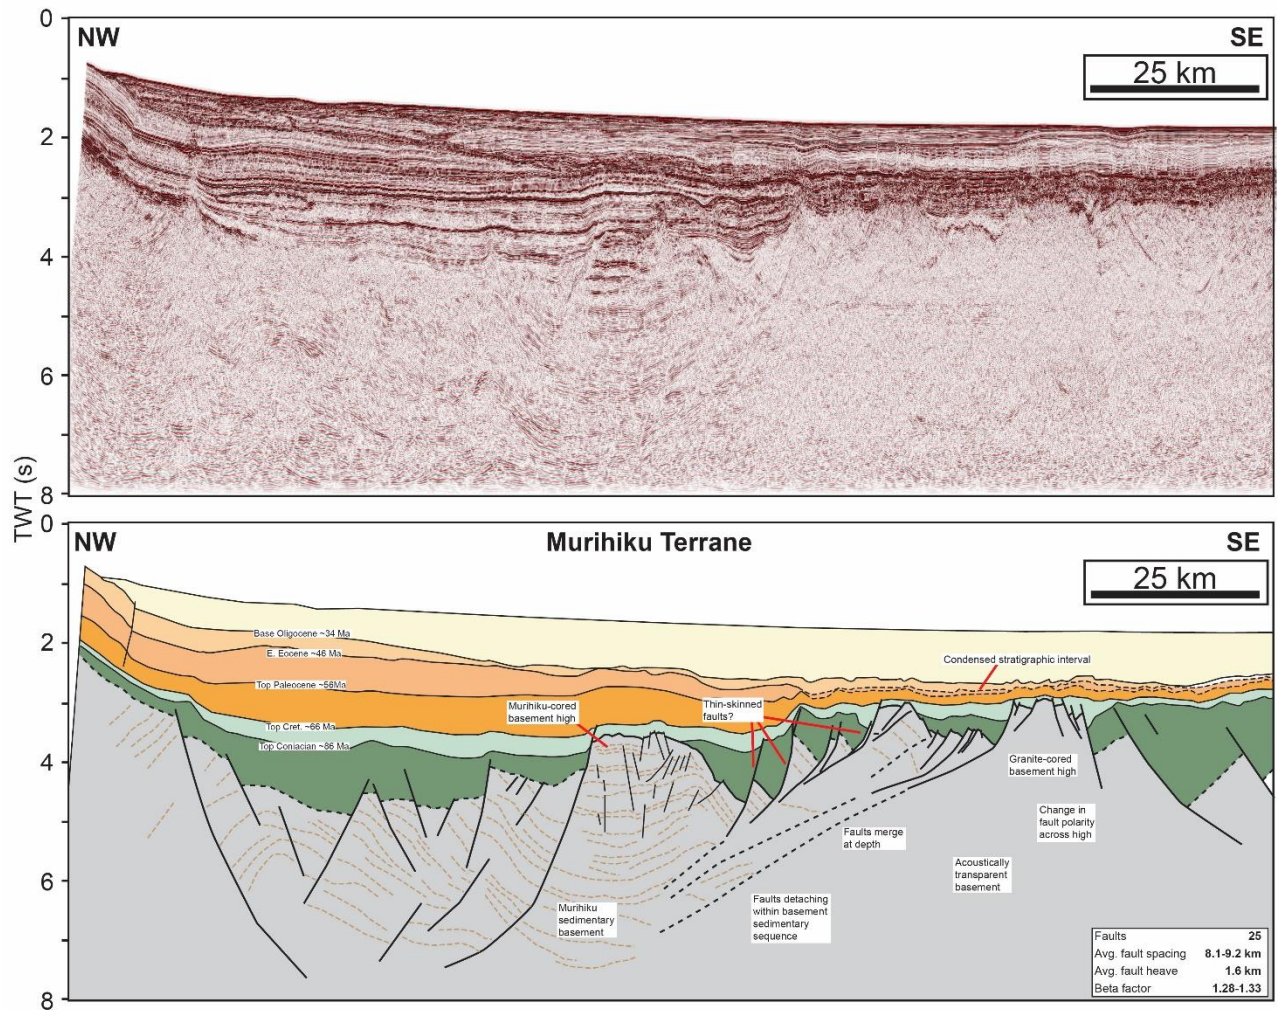 0
NW
SE
25 km
2
4
6
8
TWT (s)
0
NW
Murihiku Terrane
SE
25 km
2
4
6
8
Base Oligocene ~34 Ma
E. Eocene ~46 Ma
Top Paleocene ~56Ma
Top Cret. ~66 Ma
Top Coniacian ~86 Ma
Murihiku-cored
basement high
Thin-skinned
faults?
Condensed stratigraphic interval
Granite-cored
basement high
Change in
fault polarity
across high
Faults merge
at depth
Acoustically
transparent
basement
Murihiku
sedimentary
basement
Faults detaching
within basement
sedimentary
sequence
Faults 25
Avg. fault spacing 8.1-9.2 km
Avg. fault heave 1.6 km
Beta factor 1.28-1.33